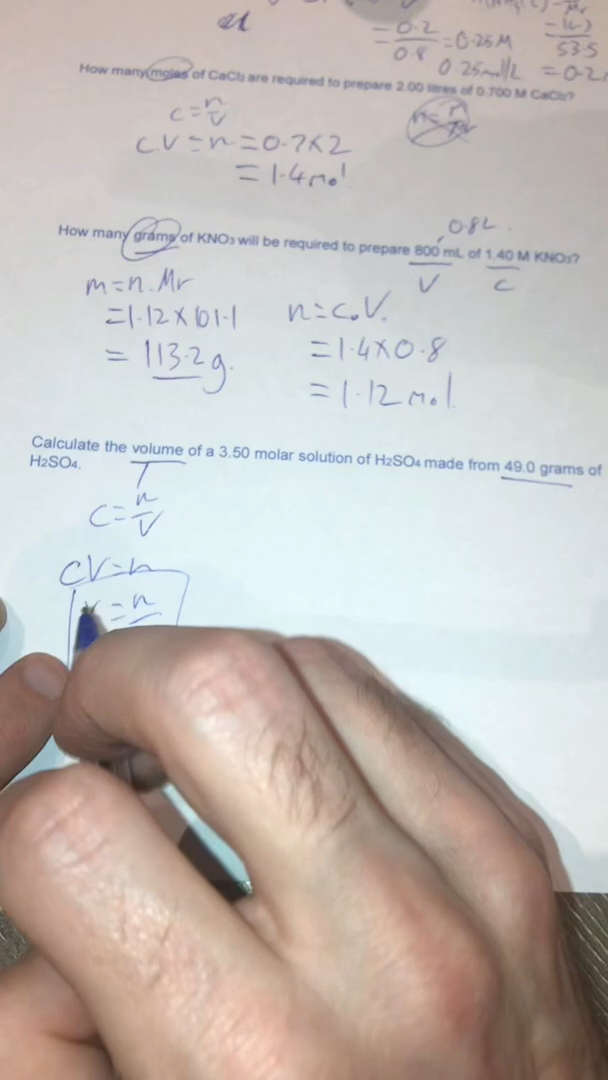 = 0.2 / 0.8 = 0.25 M
0.25 mol/L
53.5
How many moles of CaCl₂ are required to prepare 2.00 litres of 0.700 M CaCl₂?
c = n/V
CV = n = 0.7 x 2
= 1.4 mol
How many grams of KNO₃ will be required to prepare 800 mL of 1.40 M KNO₃?
0.8L
V
C
m = n.Mr
= 1.12 x 101.1
= 113.2 g.
n = c.V.
= 1.4 x 0.8
= 1.12 mol
Calculate the volume of a 3.50 molar solution of H₂SO₄ made from 49.0 grams of
H₂SO₄.
C = n/V
CV = n
= n